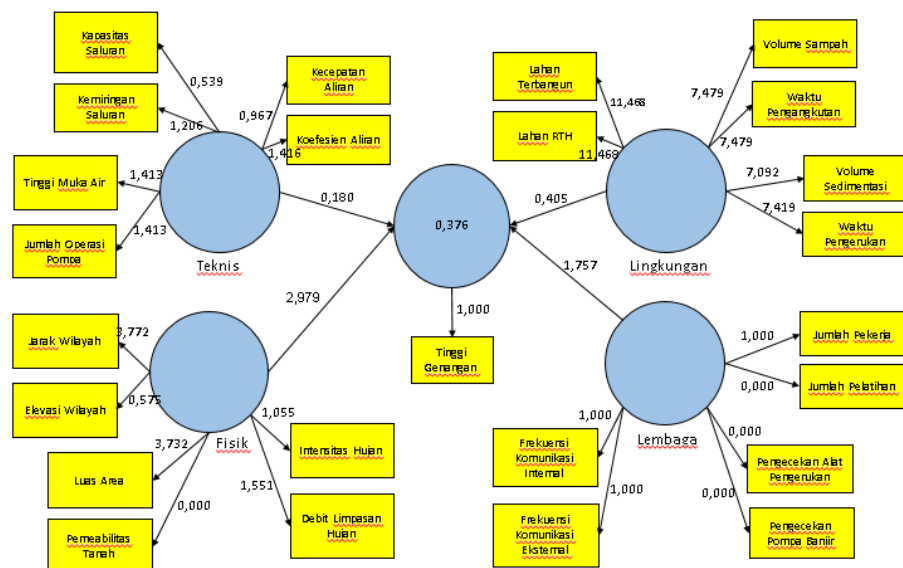 Kapasitas
Saluran
0,539
Kemiringan
Saluran
1,206
Kecepatan
Aliran
0,967
Koefesien Aliran
1,416
Tinggi Muka Air
1,413
Jumlah Operasi
Pompa
1,413
Teknis
0,180
0,376
1,000
Tinggi
Genangan
Lahan
Terbangun
11,468
Lahan RTH
11,468
Volume Sampah
7,479
Waktu
Pengangkutan
7,479
Volume
Sedimentasi
7,092
Waktu
Pengerukan
7,419
0,405
Lingkungan
2,979
1,757
Jarak Wilayah
3,772
Elevasi Wilayah
0,575
Fisik
Luas Area
3,732
Pemeabilitas
Tanah
0,000
Intensitas Hujan
1,055
Debit Limpasan
Hujan
1,551
Jumlah Pekerja
1,000
Jumlah Pelatihan
0,000
Lembaga
Frekuensi
Komunikasi
Internal
1,000
Frekuensi
Komunikasi
Eksternal
1,000
Pengecekan Alat
Pengerukan
0,000
Pengecekan
Pompa Banjir
0,000